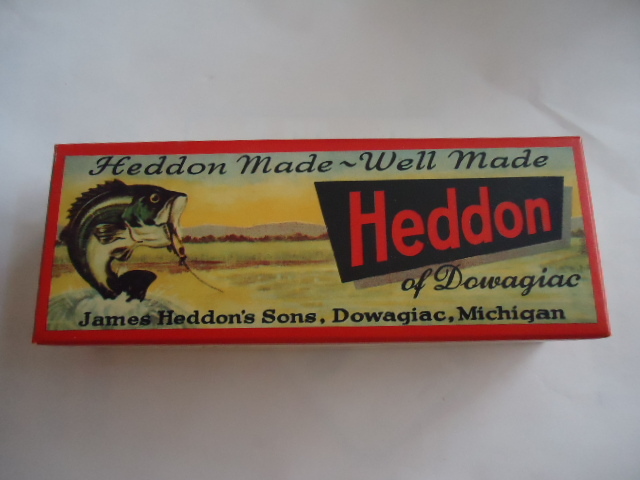 Heddon Made ~ Well Made
Heddon
of Dowagiac
James Heddon's Sons, Dowagiac, Michigan